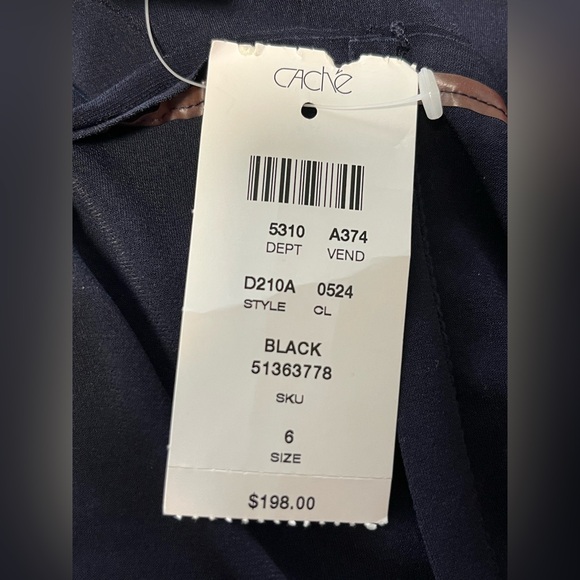 CAChé
5310 A374
DEPT VEND
D210A 0524
STYLE CL
BLACK
51363778
SKU
6
SIZE
$198.00